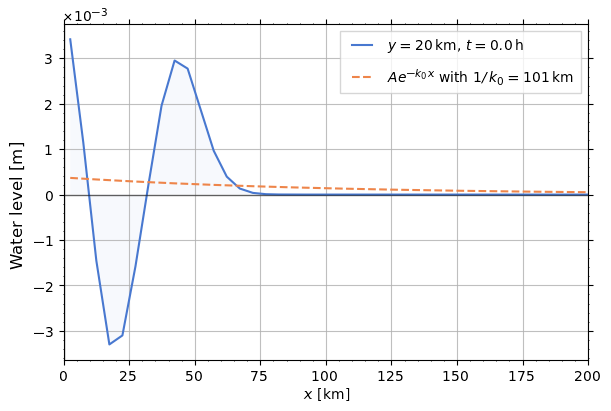 ×10⁻³
y = 20 km, t = 0.0 h
Ae^{-k₀x} with 1/k₀ = 101 km
3
2
1
0
−1
−2
−3
Water level [m]
0 25 50 75 100 125 150 175 200
x [km]